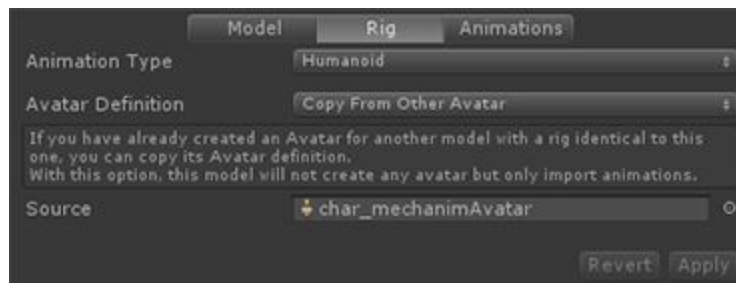 Model Rig Animations
Animation Type Humanoid
Avatar Definition Copy From Other Avatar
If you have already created an Avatar for another model with a rig identical to this
one, you can copy its Avatar definition.
With this option, this model will not create any avatar but only import animations.
Source char_mechanimAvatar
Revert Apply